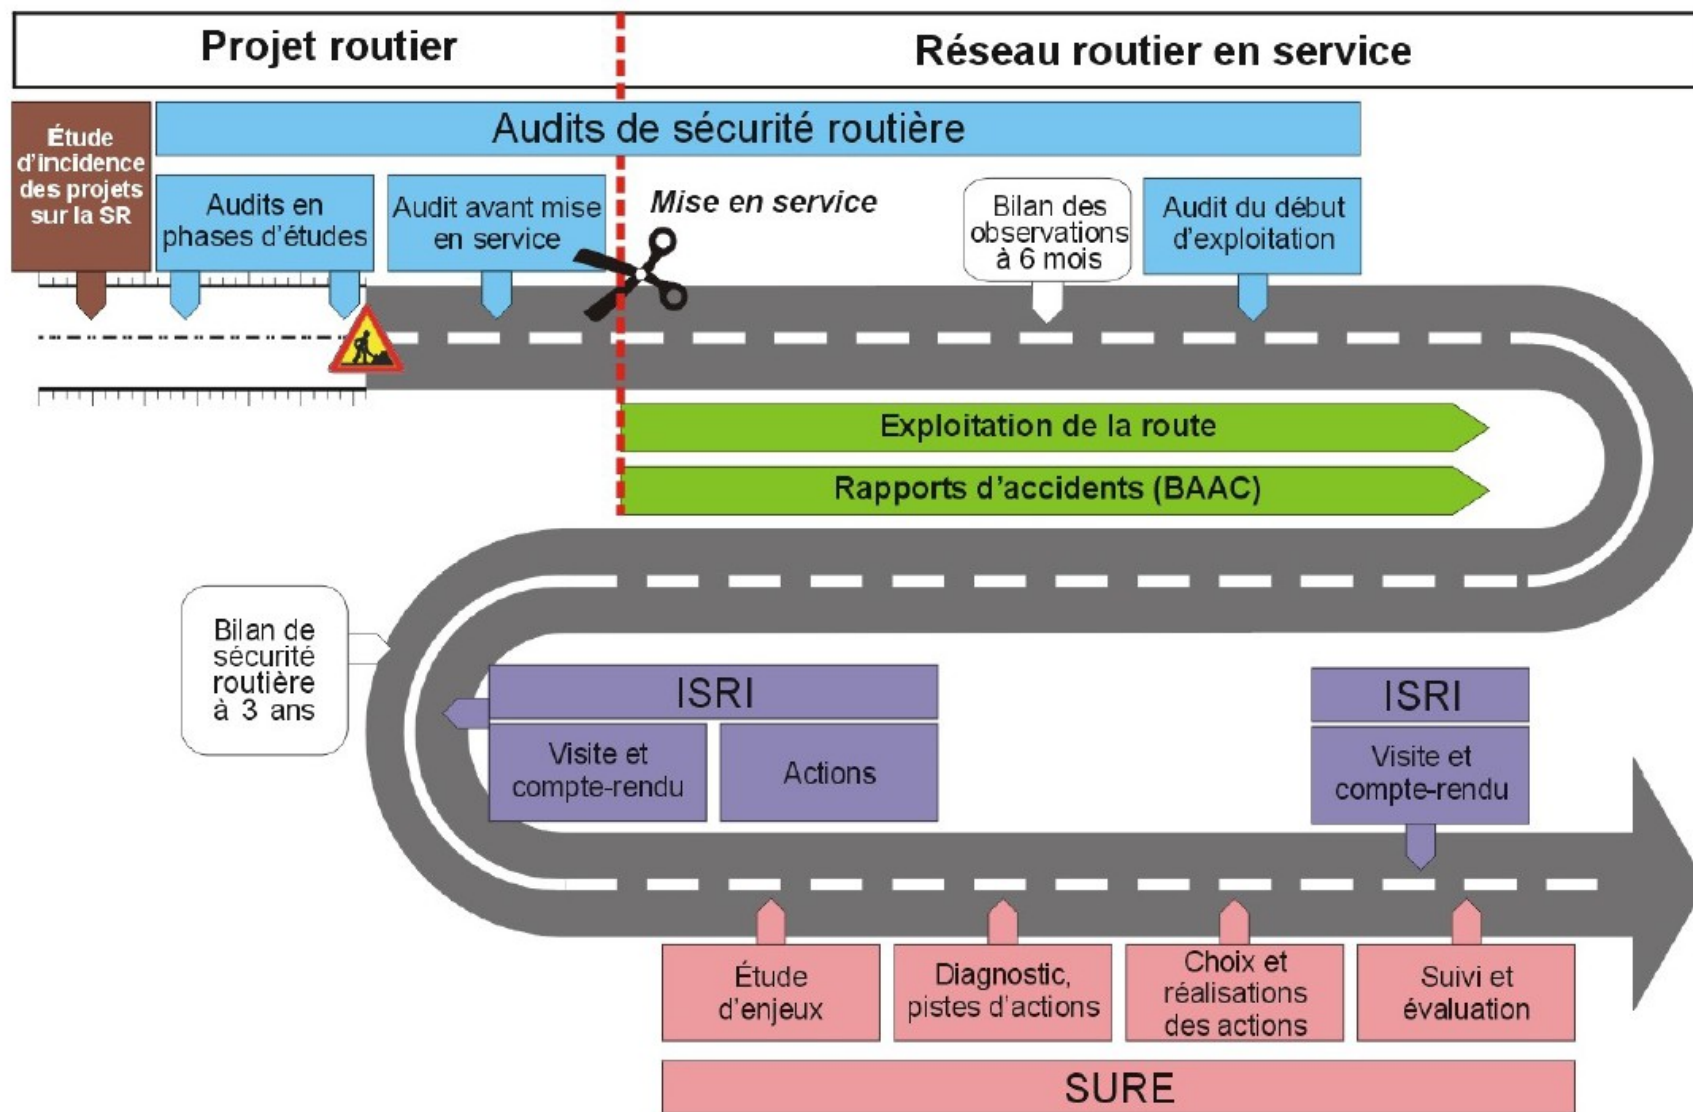 Projet routier
Réseau routier en service
Audits de sécurité routière
Étude
d'incidence
des projets
sur la SR
Audits en
phases d'études
Audit avant mise
en service
Mise en service
Bilan des
observations
à 6 mois
Audit du début
d'exploitation
Exploitation de la route
Rapports d'accidents (BAAC)
Bilan de
sécurité
routière
à 3 ans
ISRI
Visite et
compte-rendu
Actions
ISRI
Visite et
compte-rendu
Étude
d'enjeux
Diagnostic,
pistes d'actions
Choix et
réalisations
des actions
Suivi et
évaluation
SURE